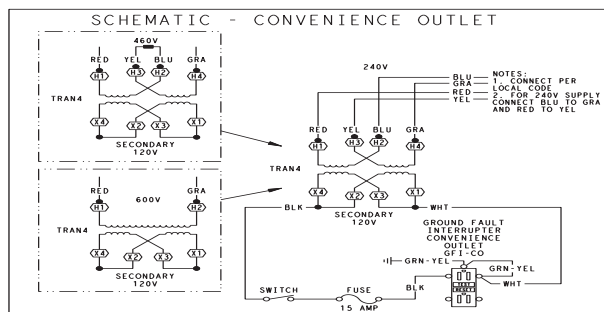 SCHEMATIC - CONVENIENCE OUTLET
460V
RED YEL BLU GRA
H1 H3 H2 H4
TRAN4
X4 X2 X3 X1
SECONDARY
120V
RED GRA
600V
H1 H2
TRAN4
X4 X2 X3 X1
SECONDARY
120V
240V
BLU
GRA
RED
YEL
NOTES:
1. CONNECT PER
LOCAL CODE
2. FOR 240V SUPPLY
CONNECT BLU TO GRA
AND RED TO YEL
RED YEL BLU GRA
H1 H3 H2 H4
TRAN4
X4 X2 X3 X1
BLK
WHT
SECONDARY
120V
GROUND FAULT
INTERRUPTER
CONVENIENCE
OUTLET
GFI-CO
GRN-YEL
GRN-YEL
TEST
RESET
BLK
WHT
SWITCH
FUSE
15 AMP